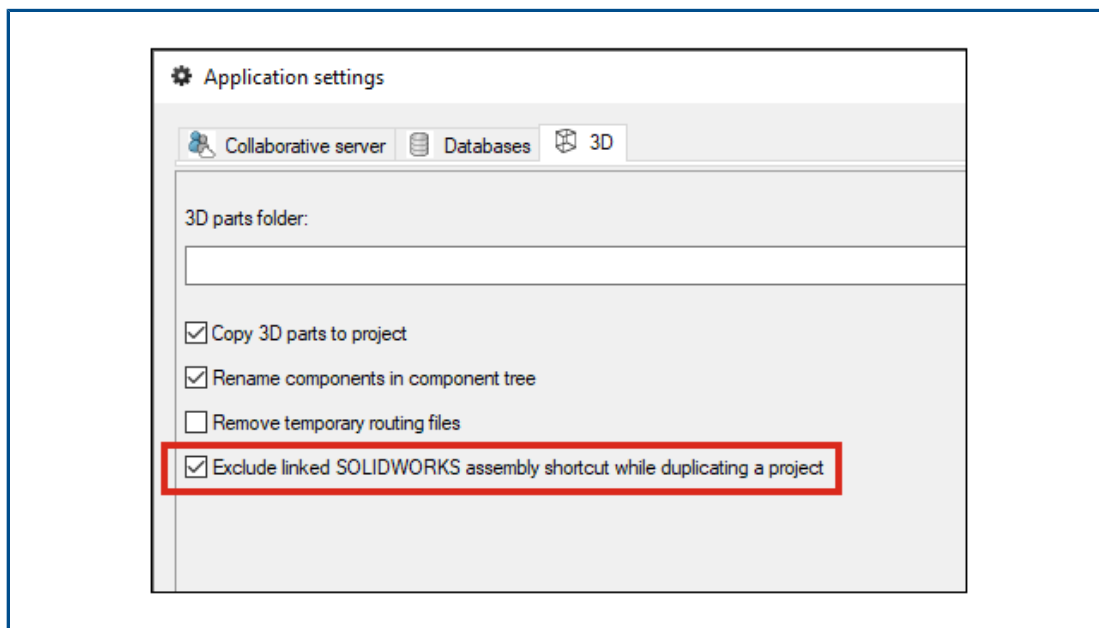 Application settings
Collaborative server Databases 3D
3D parts folder:
Copy 3D parts to project
Rename components in component tree
Remove temporary routing files
Exclude linked SOLIDWORKS assembly shortcut while duplicating a project